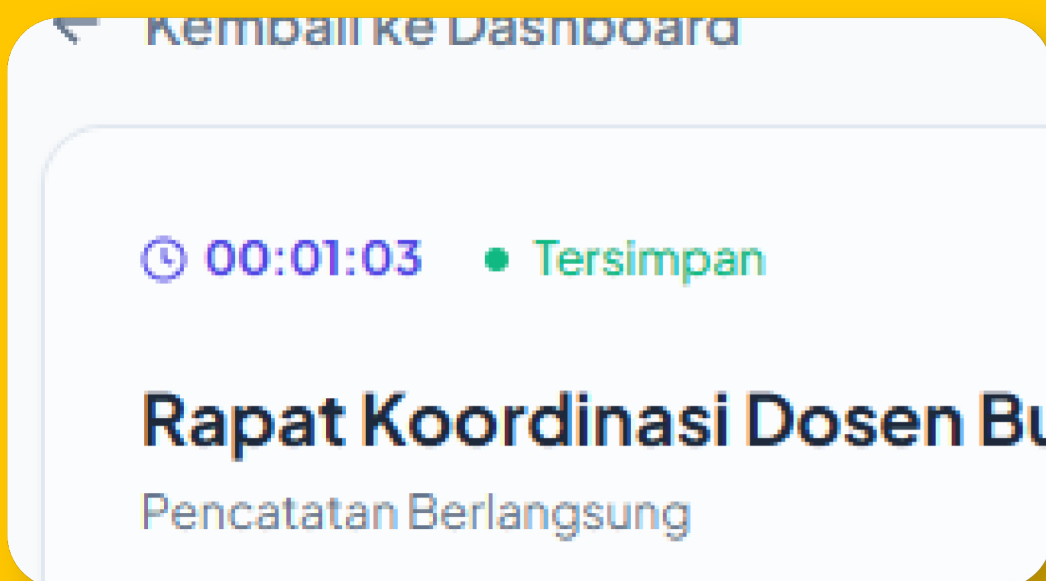 Kembali ke Dashboard
00:01:03 Tersimpan
Rapat Koordinasi Dosen
Pencatatan Berlangsung